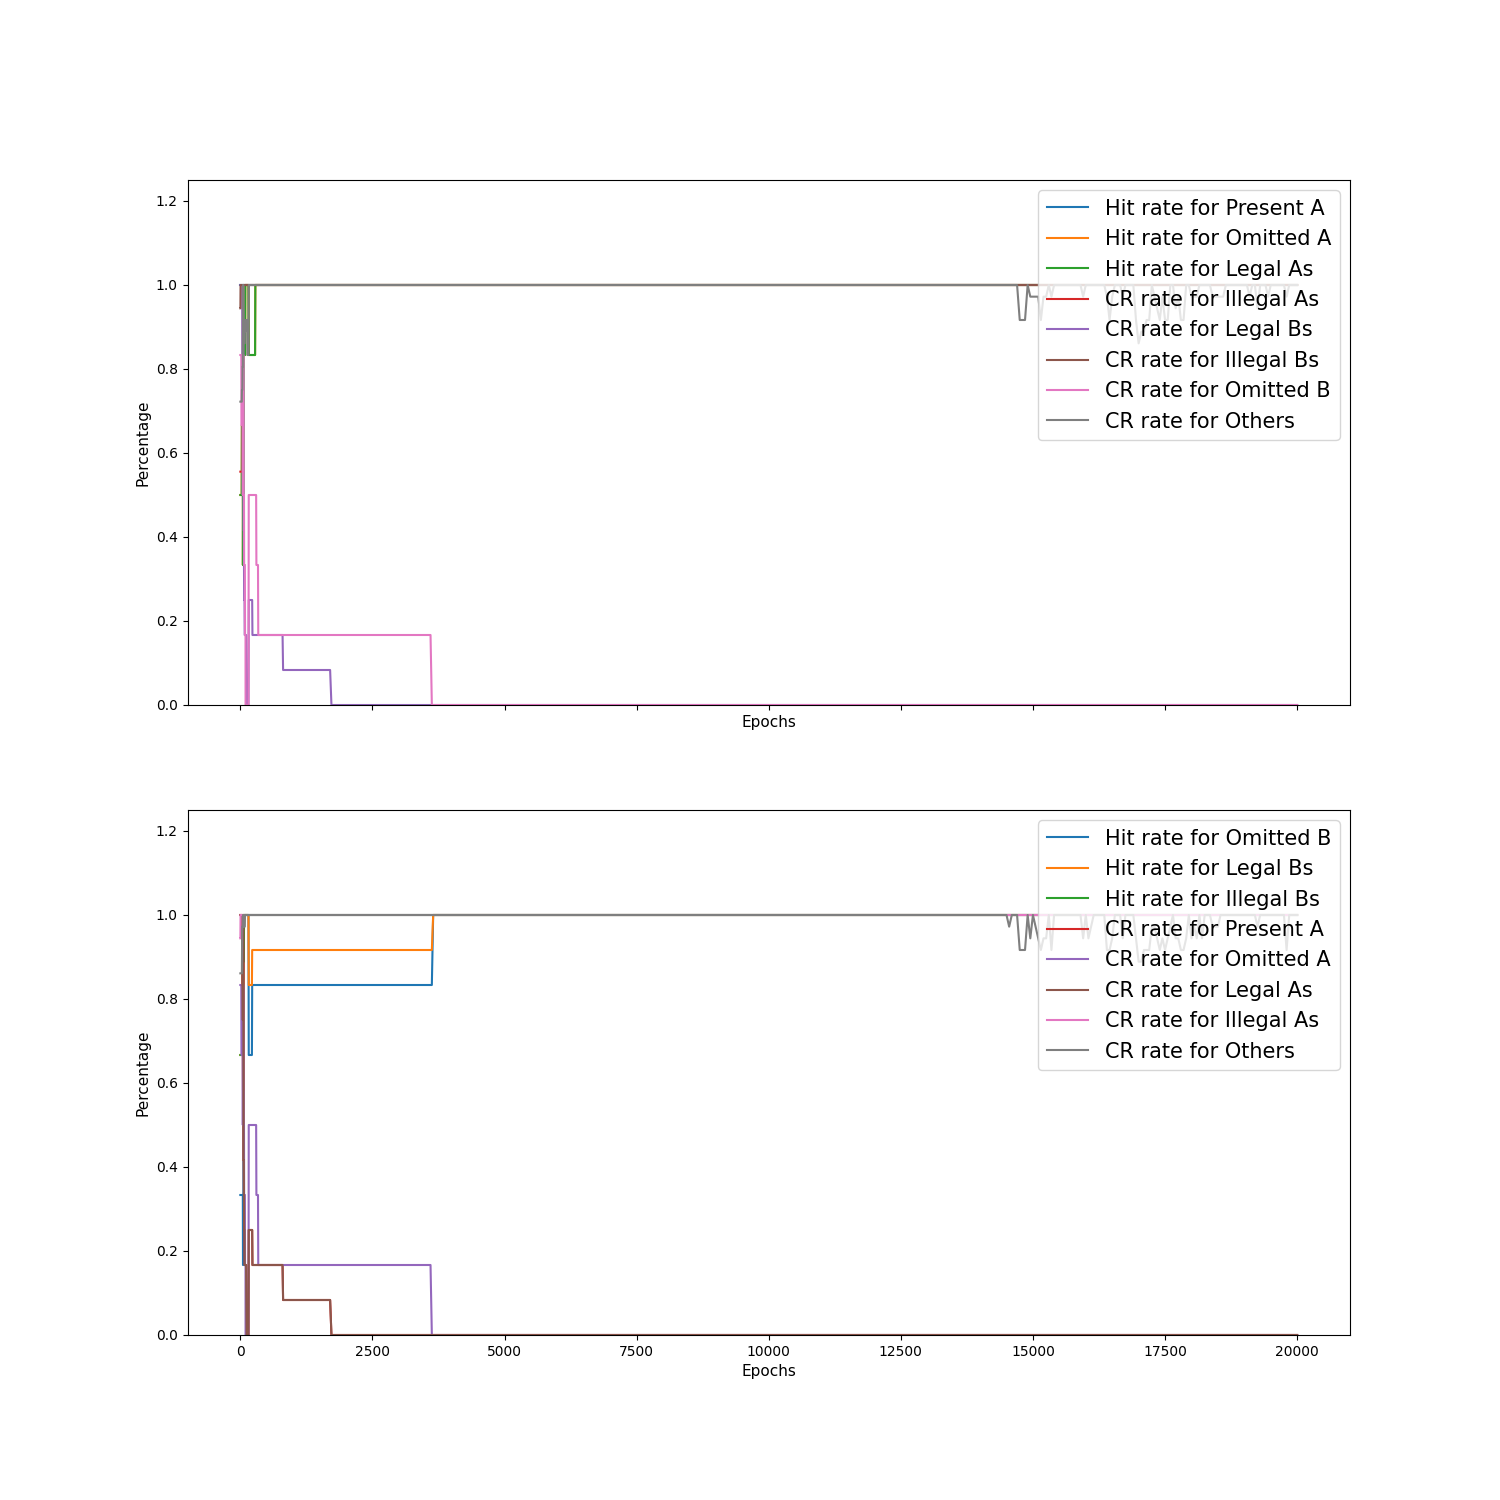 1.2
1.0
0.8
0.6
0.4
0.2
0.0
Percentage
Epochs
Hit rate for Present A
Hit rate for Omitted A
Hit rate for Legal As
CR rate for Illegal As
CR rate for Legal Bs
CR rate for Illegal Bs
CR rate for Omitted B
CR rate for Others
1.2
1.0
0.8
0.6
0.4
0.2
0.0
Percentage
Hit rate for Omitted B
Hit rate for Legal Bs
Hit rate for Illegal Bs
CR rate for Present A
CR rate for Omitted A
CR rate for Legal As
CR rate for Illegal As
CR rate for Others
0 2500 5000 7500 10000 12500 15000 17500 20000
Epochs